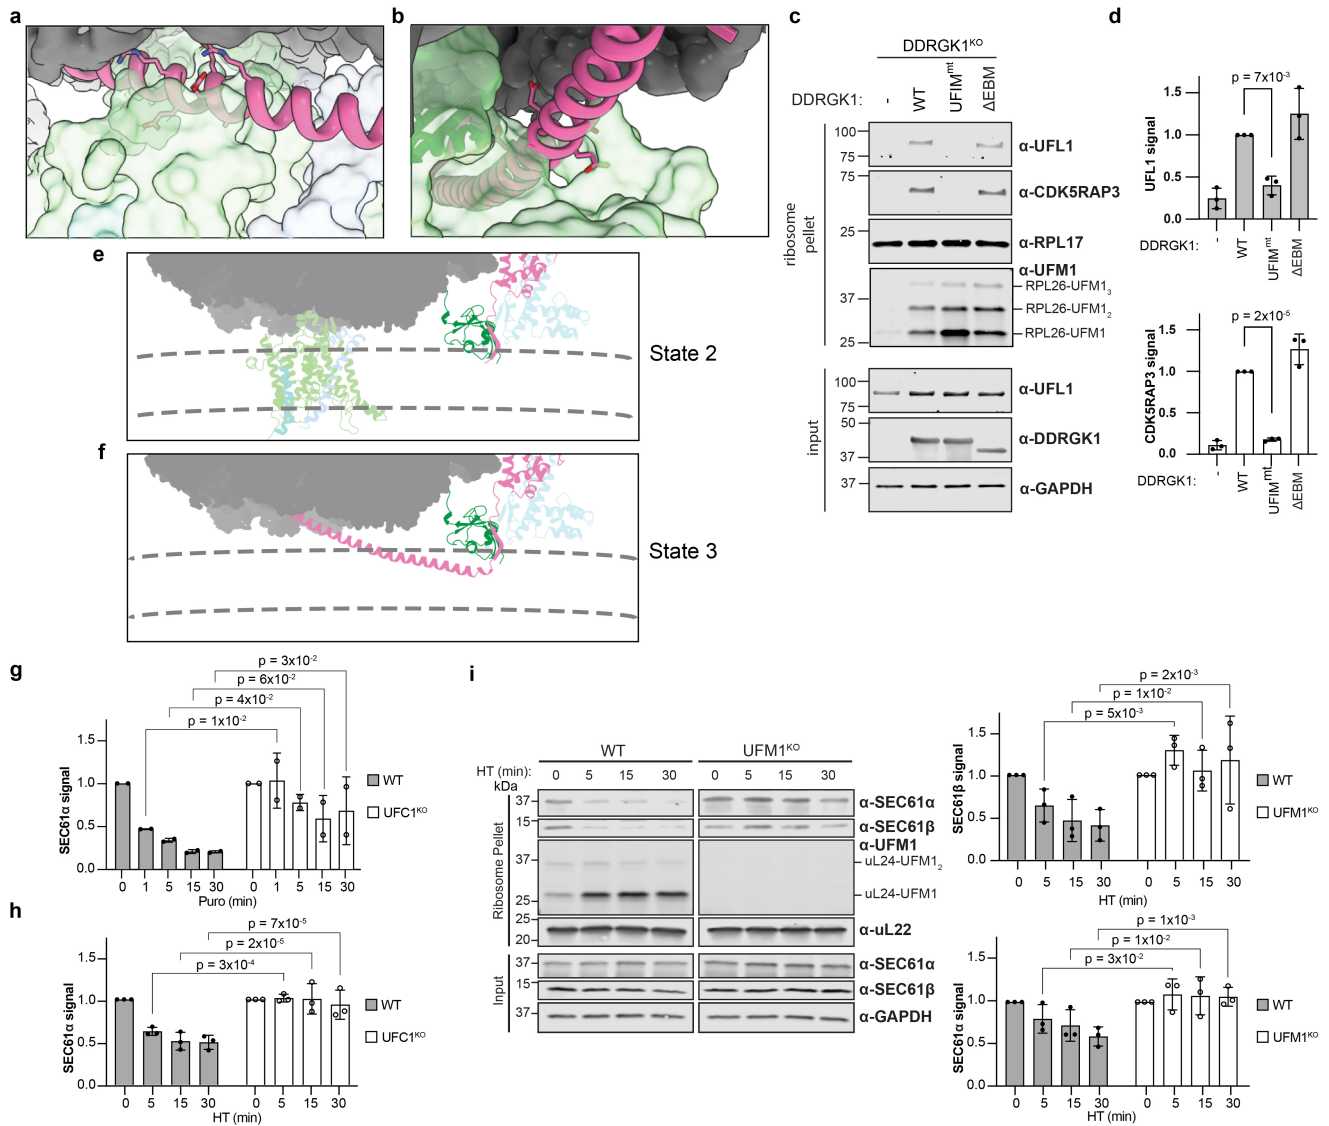 a
b
c
DDRGK1ᴷᴼ
DDRGK1:
-
WT
UFIMᵐᵗ
ΔEBM
ribosome pellet
100
75
α-UFL1
75
α-CDK5RAP3
25
α-RPL17
α-UFM1
RPL26-UFM1₃
37
RPL26-UFM1₂
RPL26-UFM1
25
input
100
75
α-UFL1
50
37
α-DDRGK1
37
α-GAPDH
d
p = 7x10⁻³
UFL1 signal
1.5
1.0
0.5
0.0
DDRGK1:
-
WT
UFIMᵐᵗ
ΔEBM
p = 2x10⁻⁵
CDK5RAP3 signal
1.5
1.0
0.5
0.0
DDRGK1:
-
WT
UFIMᵐᵗ
ΔEBM
e
State 2
f
State 3
g
p = 3x10⁻²
p = 6x10⁻²
p = 4x10⁻²
p = 1x10⁻²
SEC61α signal
1.5
1.0
0.5
0.0
0 1 5 15 30 0 1 5 15 30
Puro (min)
WT
UFC1ᴷᴼ
h
p = 7x10⁻⁵
p = 2x10⁻⁵
p = 3x10⁻⁴
SEC61α signal
1.5
1.0
0.5
0.0
0 5 15 30 0 5 15 30
HT (min)
WT
UFC1ᴷᴼ
i
WT UFM1ᴷᴼ
HT (min): 0 5 15 30 0 5 15 30
kDa
Ribosome Pellet
37
α-SEC61α
15
α-SEC61β
α-UFM1
37
uL24-UFM1₂
uL24-UFM1
25
25
20
α-uL22
Input
37
α-SEC61α
15
α-SEC61β
37
α-GAPDH
p = 2x10⁻³
p = 1x10⁻²
p = 5x10⁻³
SEC61β signal
1.5
1.0
0.5
0.0
0 5 15 30 0 5 15 30
HT (min)
WT
UFM1ᴷᴼ
p = 1x10⁻³
p = 1x10⁻²
p = 3x10⁻²
SEC61α signal
1.5
1.0
0.5
0.0
0 5 15 30 0 5 15 30
HT (min)
WT
UFM1ᴷᴼ